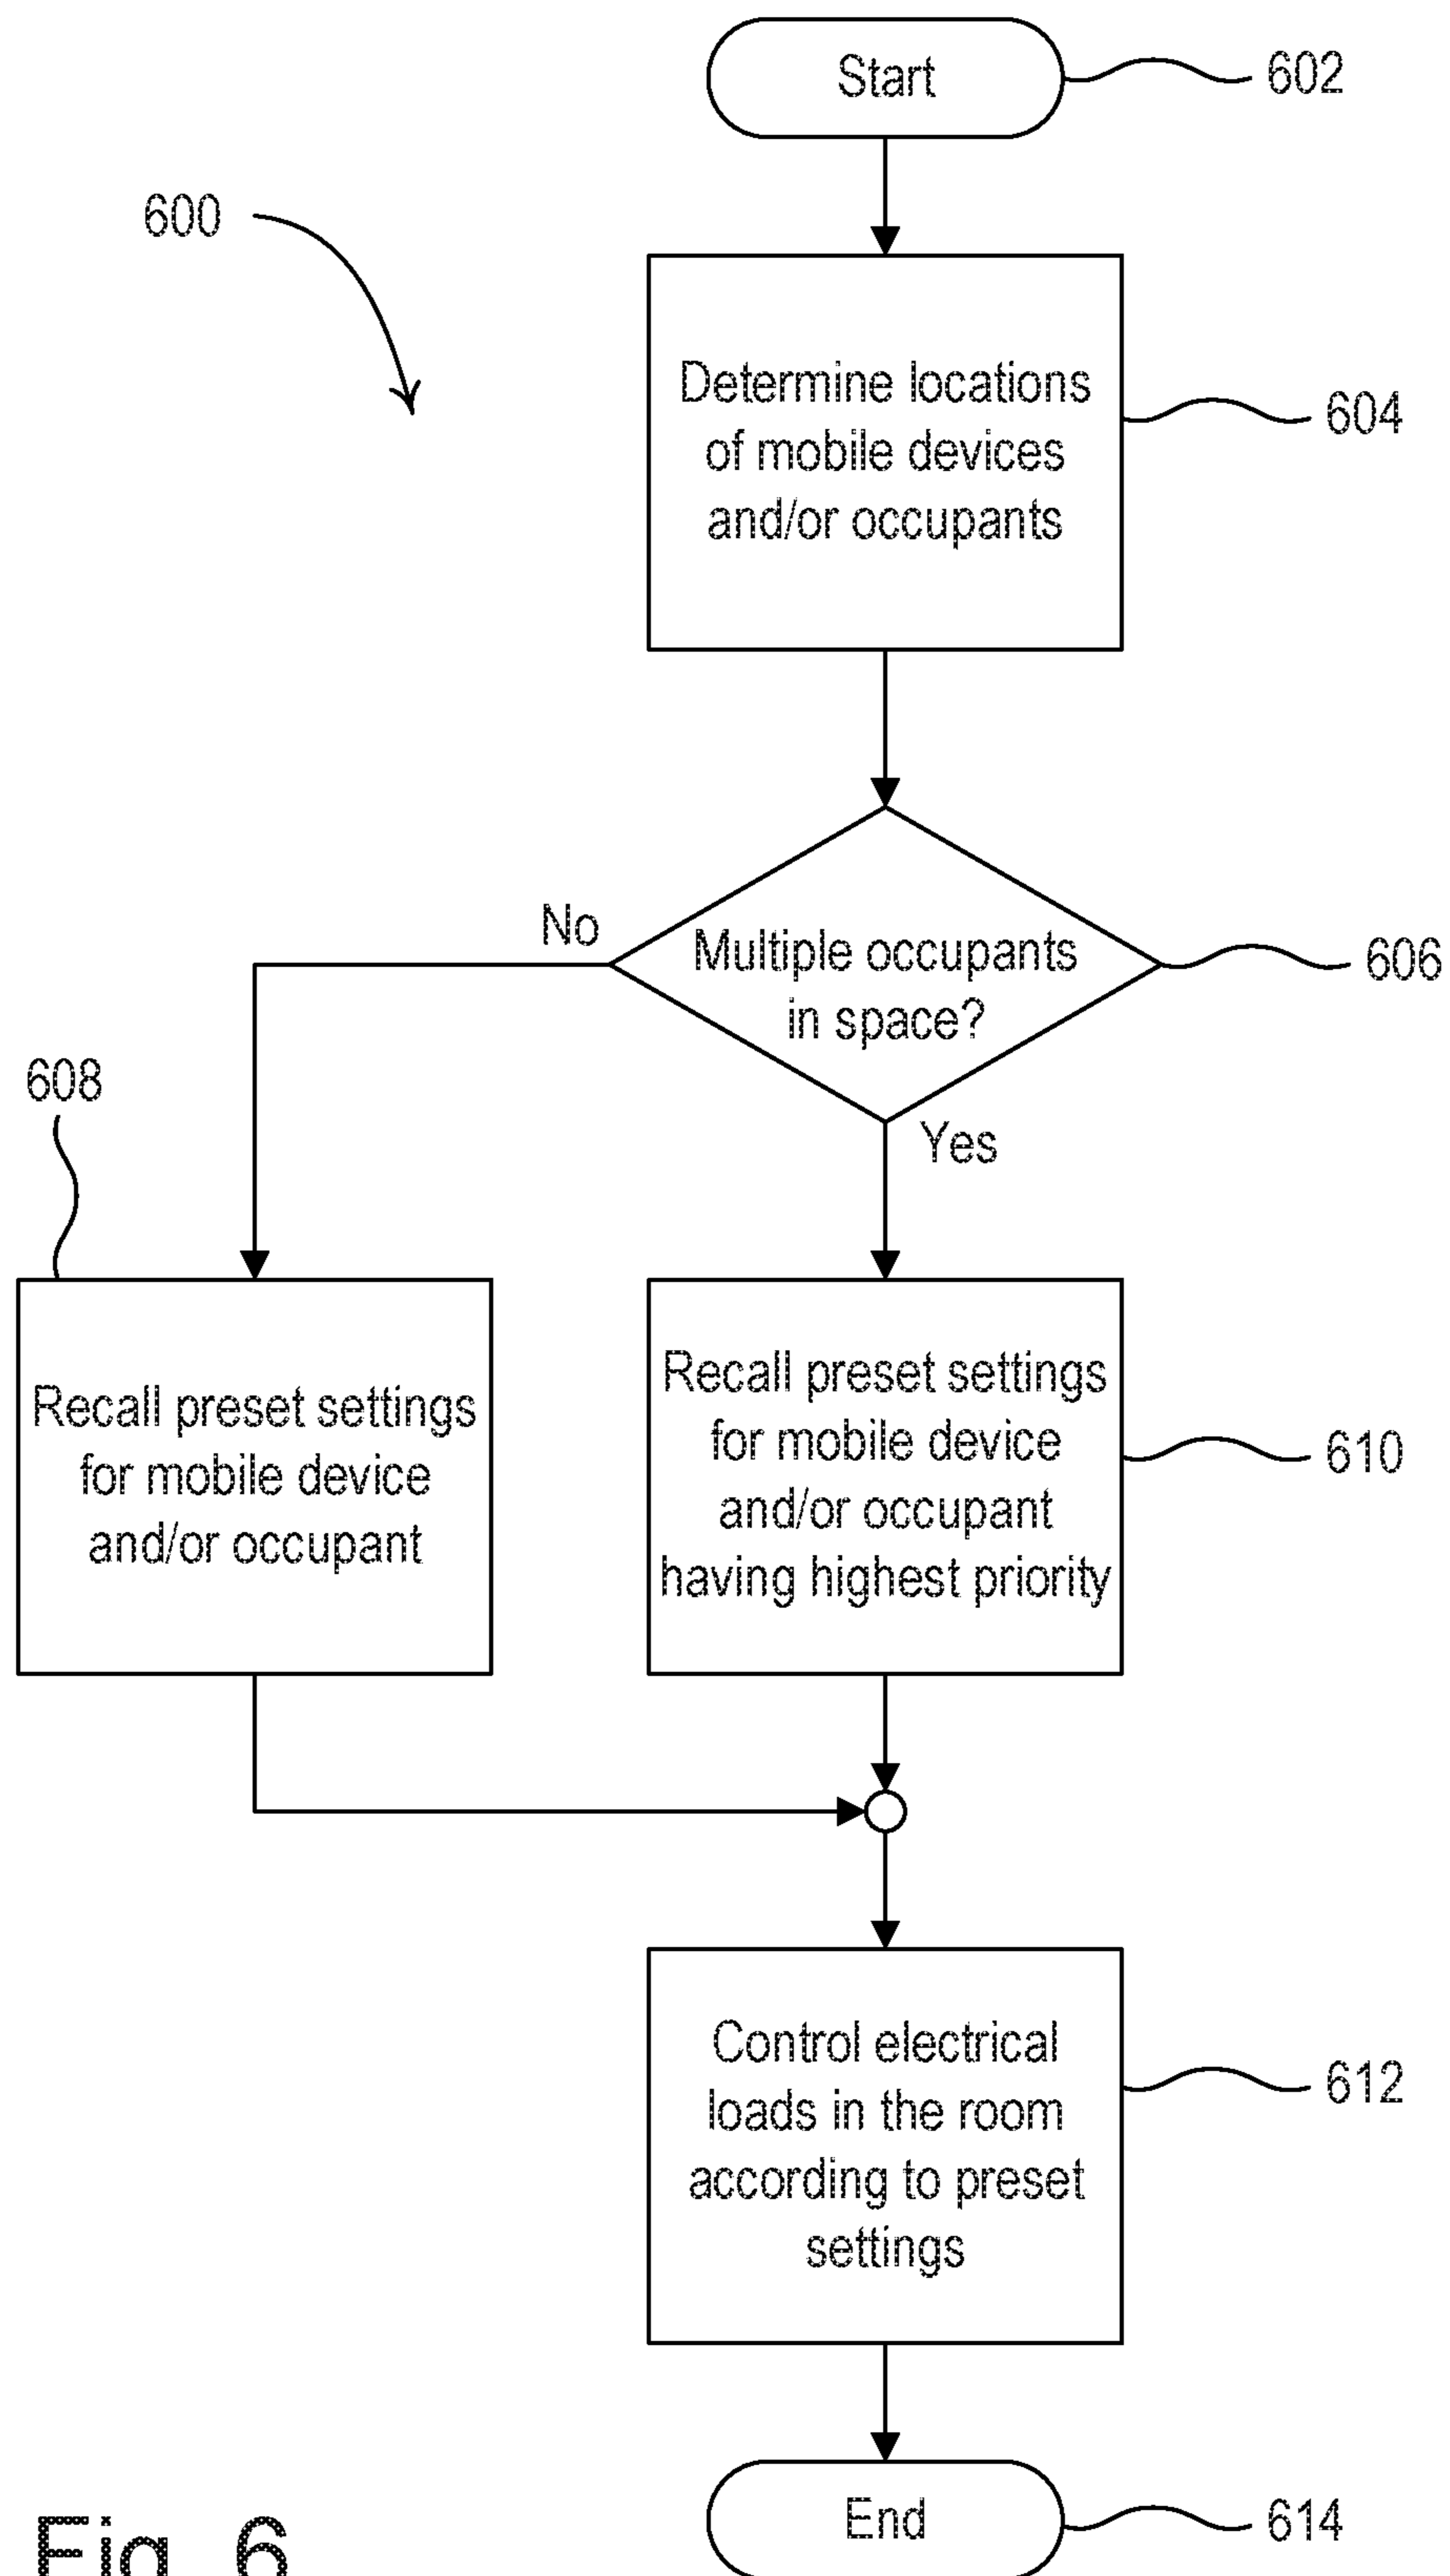 Start
602
600
Determine locations
of mobile devices
and/or occupants
604
No
Multiple occupants
in space?
606
Yes
608
Recall preset settings
for mobile device
and/or occupant
Recall preset settings
for mobile device
and/or occupant
having highest priority
610
Control electrical
loads in the room
according to preset
settings
612
End
614
Fig. 6